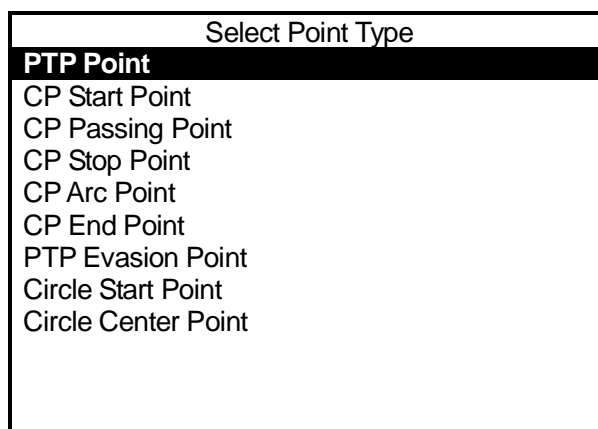 Select Point Type
PTP Point
CP Start Point
CP Passing Point
CP Stop Point
CP Arc Point
CP End Point
PTP Evasion Point
Circle Start Point
Circle Center Point